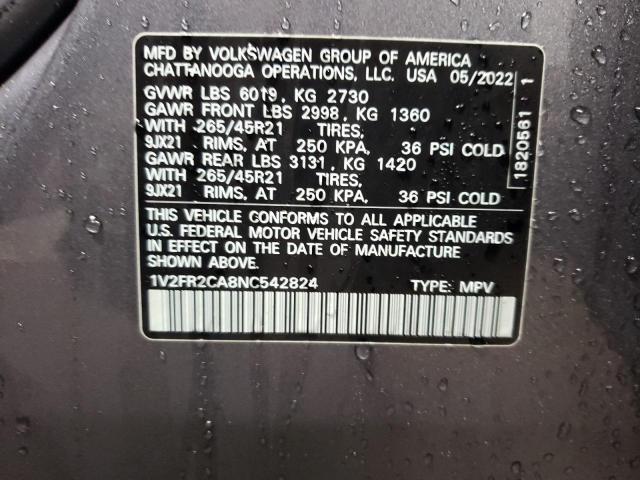 MFD BY VOLKSWAGEN GROUP OF AMERICA
CHATTANOOGA OPERATIONS, LLC. USA 05/2022
GVWR LBS 6019, KG 2730
GAWR FRONT LBS 2998, KG 1360
WITH 265/45R21 TIRES,
9JX21 RIMS, AT 250 KPA, 36 PSI COLD
GAWR REAR LBS 3131, KG 1420
WITH 265/45R21 TIRES,
9JX21 RIMS, AT 250 KPA, 36 PSI COLD
THIS VEHICLE CONFORMS TO ALL APPLICABLE
U.S. FEDERAL MOTOR VEHICLE SAFETY STANDARDS
IN EFFECT ON THE DATE OF MANUFACTURE
SHOWN ABOVE.
1V2FR2CA8NC542824 TYPE: MPV
1820581 1